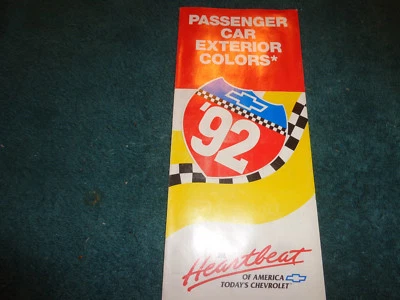 PASSENGER
CAR
EXTERIOR
COLORS*
'92
Heartbeat
OF AMERICA
TODAY'S CHEVROLET